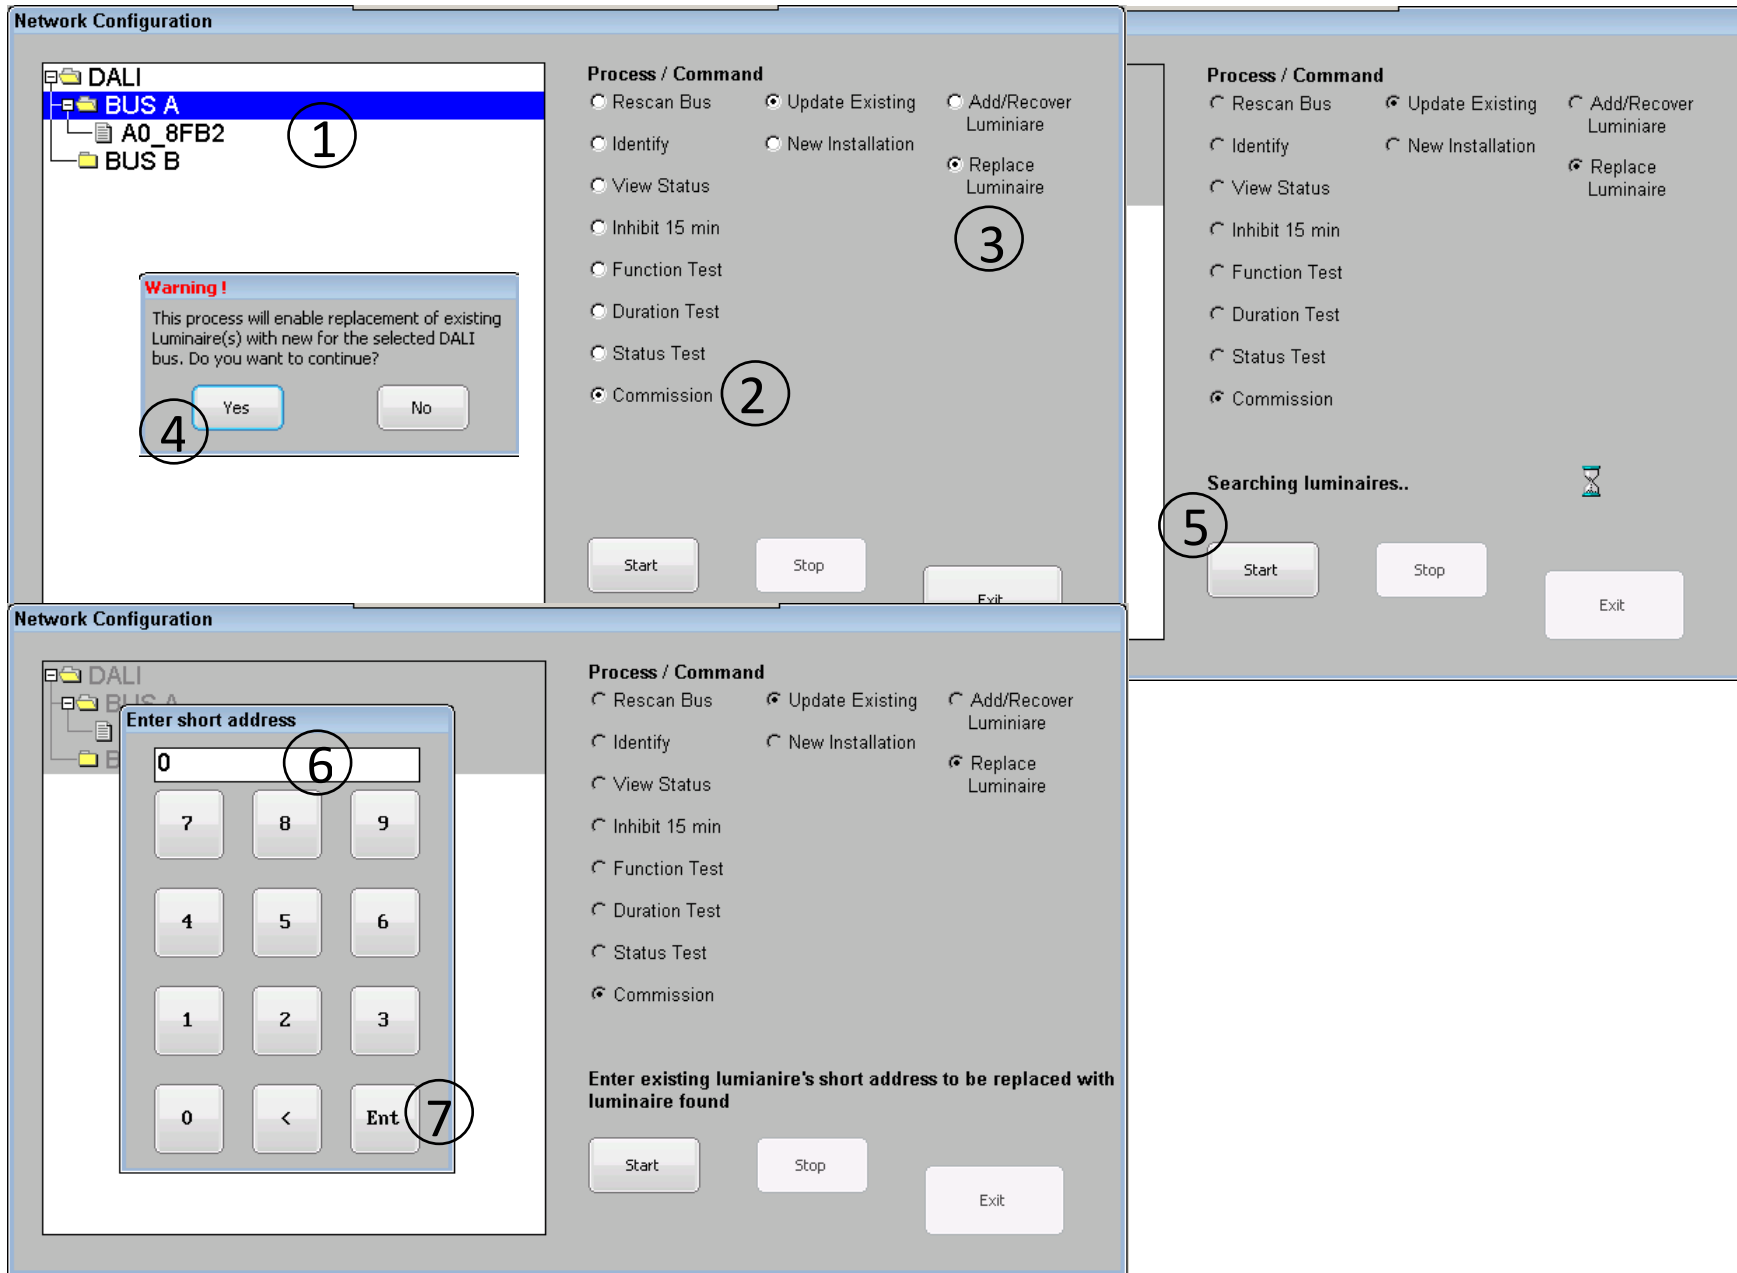 Network Configuration
DALI
BUS A
A0_8FB2
BUS B
1
Warning !
This process will enable replacement of existing
Luminaire(s) with new for the selected DALI
bus. Do you want to continue?
Yes
No
4
Process / Command
Rescan Bus
Update Existing
Add/Recover
Luminiare
Identify
New Installation
Replace
Luminaire
View Status
3
Inhibit 15 min
Function Test
Duration Test
Status Test
Commission
2
Start
Stop
Exit
Process / Command
Rescan Bus
Update Existing
Add/Recover
Luminiare
Identify
New Installation
Replace
Luminaire
View Status
Inhibit 15 min
Function Test
Duration Test
Status Test
Commission
Searching luminaires..
5
Start
Stop
Exit
Network Configuration
DALI
BUS A
B
Enter short address
0
6
7 8 9
4 5 6
1 2 3
0 < Ent
7
Process / Command
Rescan Bus
Update Existing
Add/Recover
Luminiare
Identify
New Installation
Replace
Luminaire
View Status
Inhibit 15 min
Function Test
Duration Test
Status Test
Commission
Enter existing lumianire's short address to be replaced with
luminaire found
Start
Stop
Exit